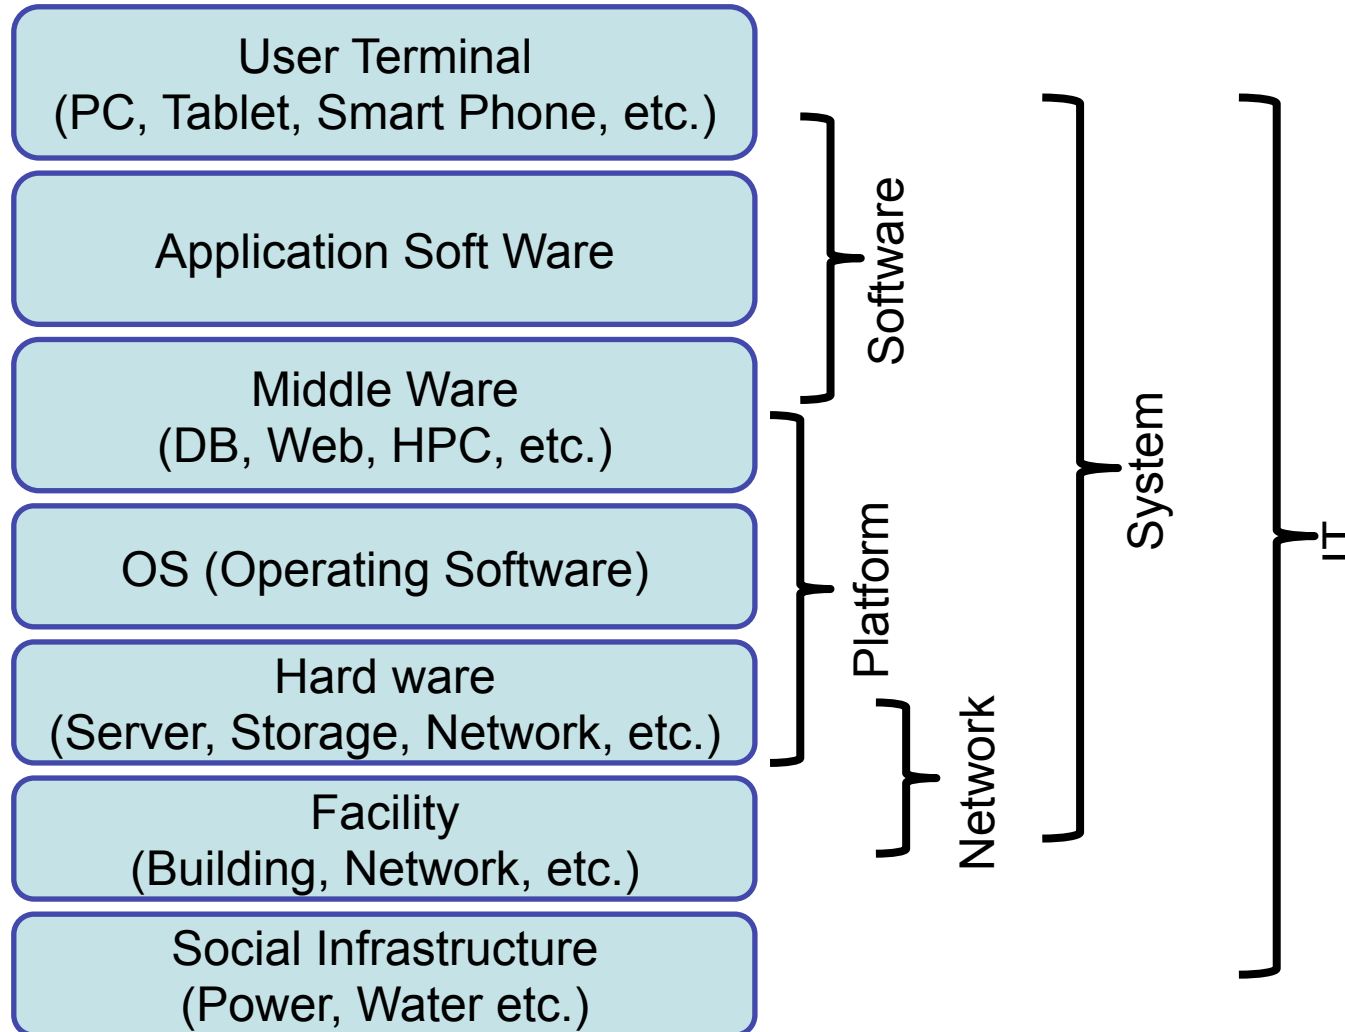 User Terminal
(PC, Tablet, Smart Phone, etc.)
Application Soft Ware
Middle Ware
(DB, Web, HPC, etc.)
OS (Operating Software)
Hard ware
(Server, Storage, Network, etc.)
Facility
(Building, Network, etc.)
Social Infrastructure
(Power, Water etc.)
Software
Platform
Network
System
IT